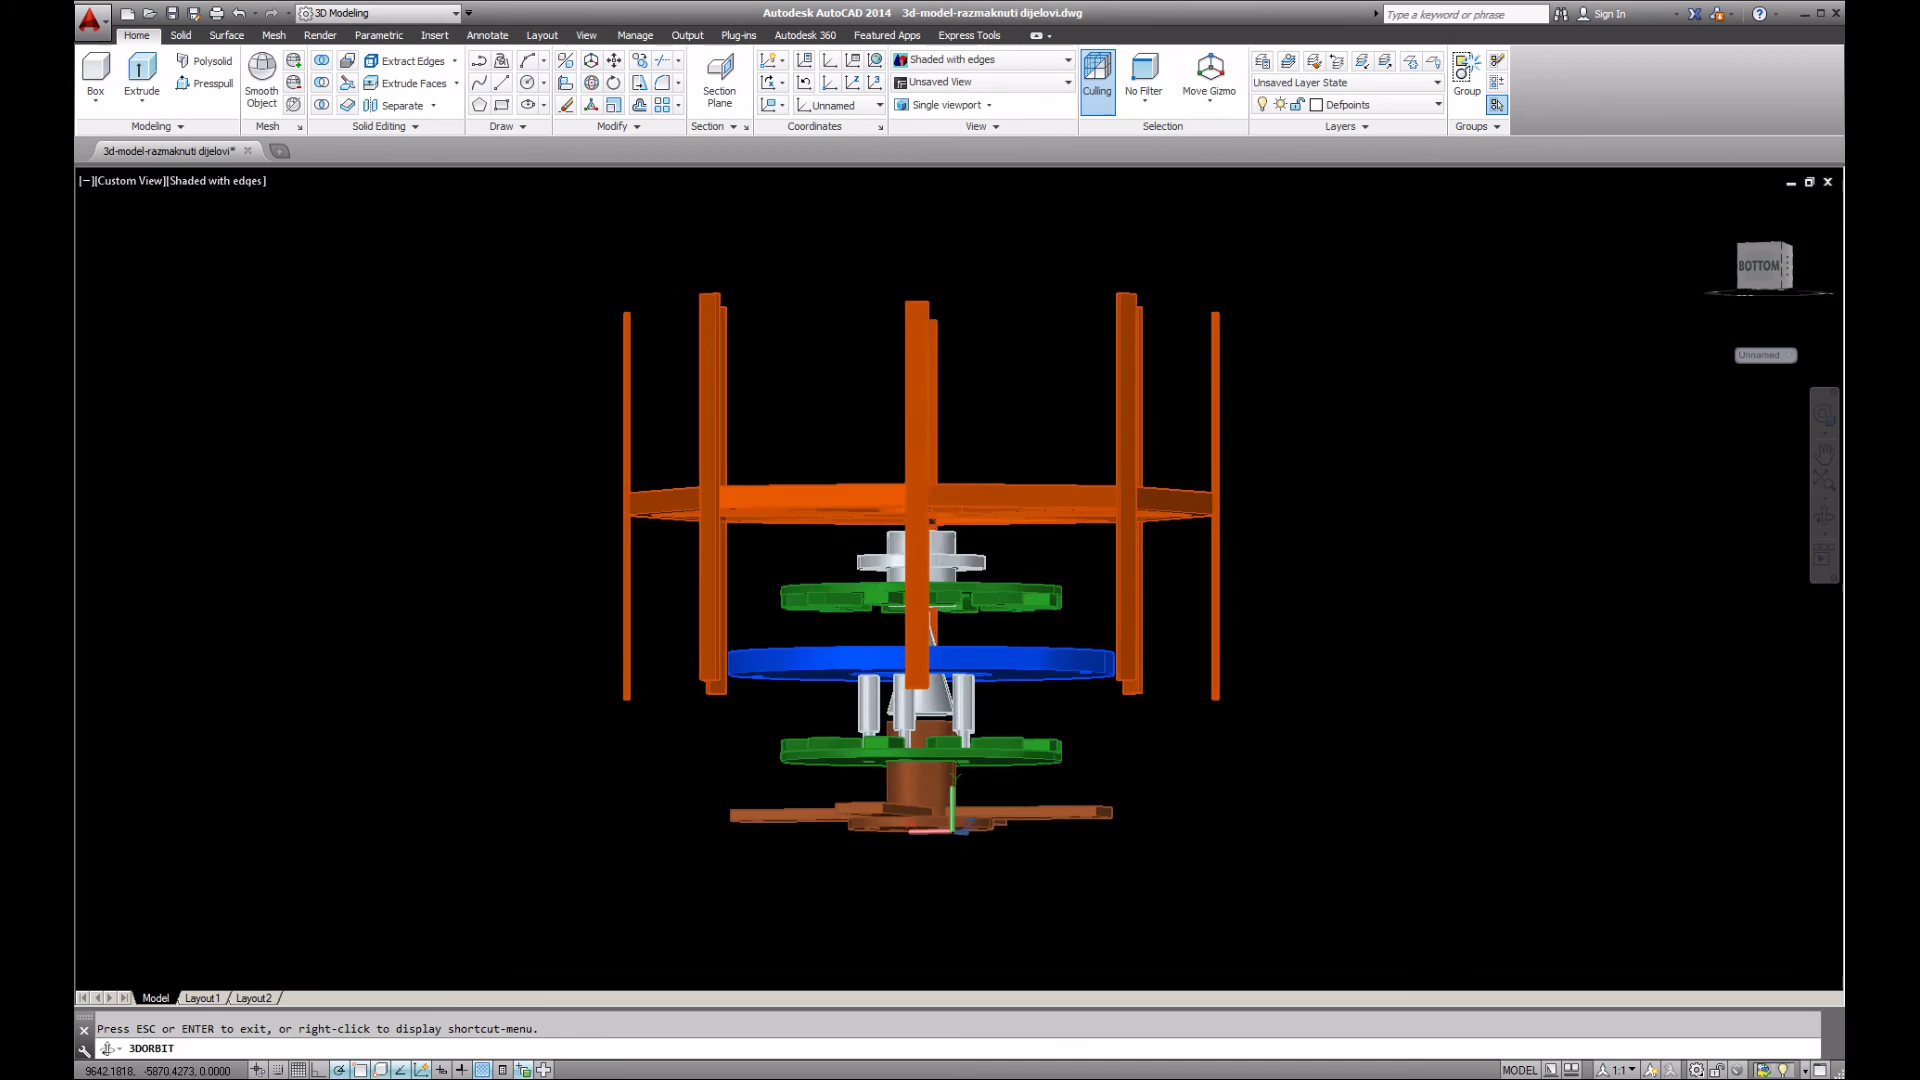 3D Modeling
Autodesk AutoCAD 2014   3d-model-razmaknuti dijelovi.dwg
Type a keyword or phrase
Sign In
Home Solid Surface Mesh Render Parametric Insert Annotate Layout View Manage Output Plug-ins Autodesk 360 Featured Apps Express Tools
Polysolid
Extract Edges
Shaded with edges
Presspull
Extrude Faces
Unsaved View
Unsaved Layer State
Box Extrude Smooth Object Section Plane Culling No Filter Move Gizmo Group
Separate
Unnamed
Single viewport
Defpoints
Modeling Mesh Solid Editing Draw Modify Section Coordinates View Selection Layers Groups
3d-model-razmaknuti dijelovi*
[−][Custom View][Shaded with edges]
BOTTOM
Unnamed
Model Layout1 Layout2
Press ESC or ENTER to exit, or right-click to display shortcut-menu.
3DORBIT
9642.1818, -5870.4273, 0.0000
MODEL
1:1